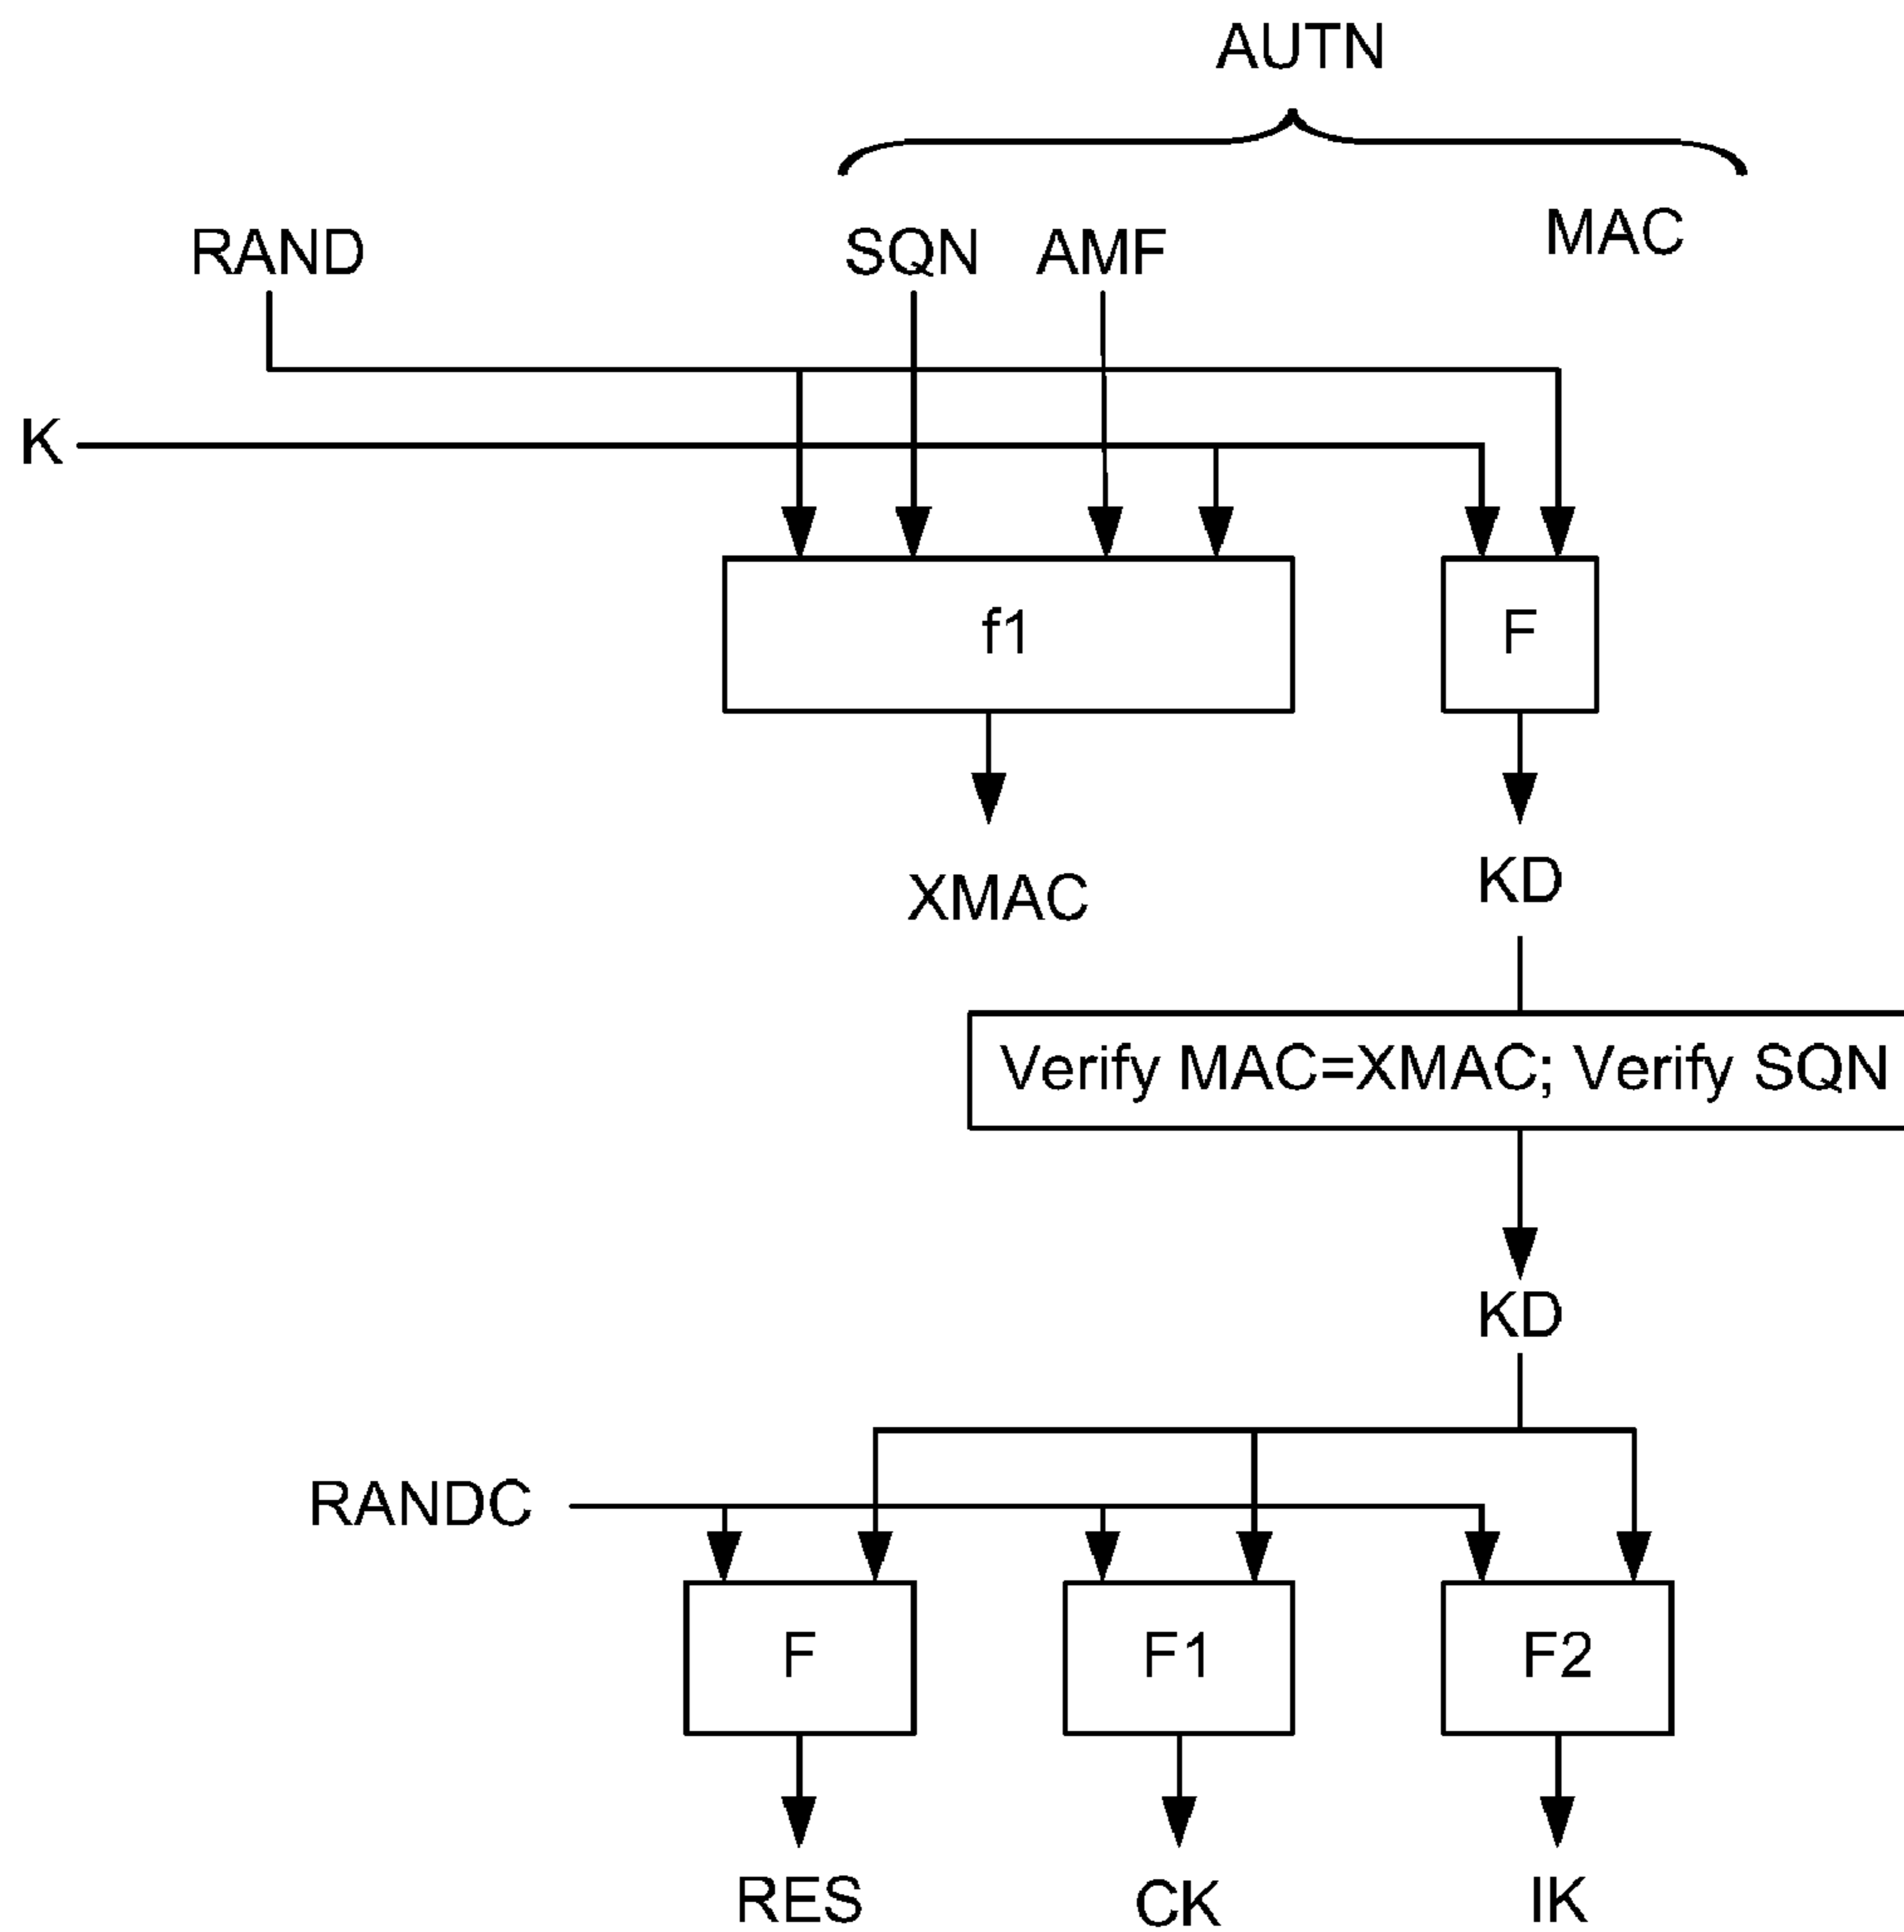 AUTN
RAND SQN AMF MAC
K
f1 F
XMAC KD
Verify MAC=XMAC; Verify SQN
KD
RANDC
F F1 F2
RES CK IK